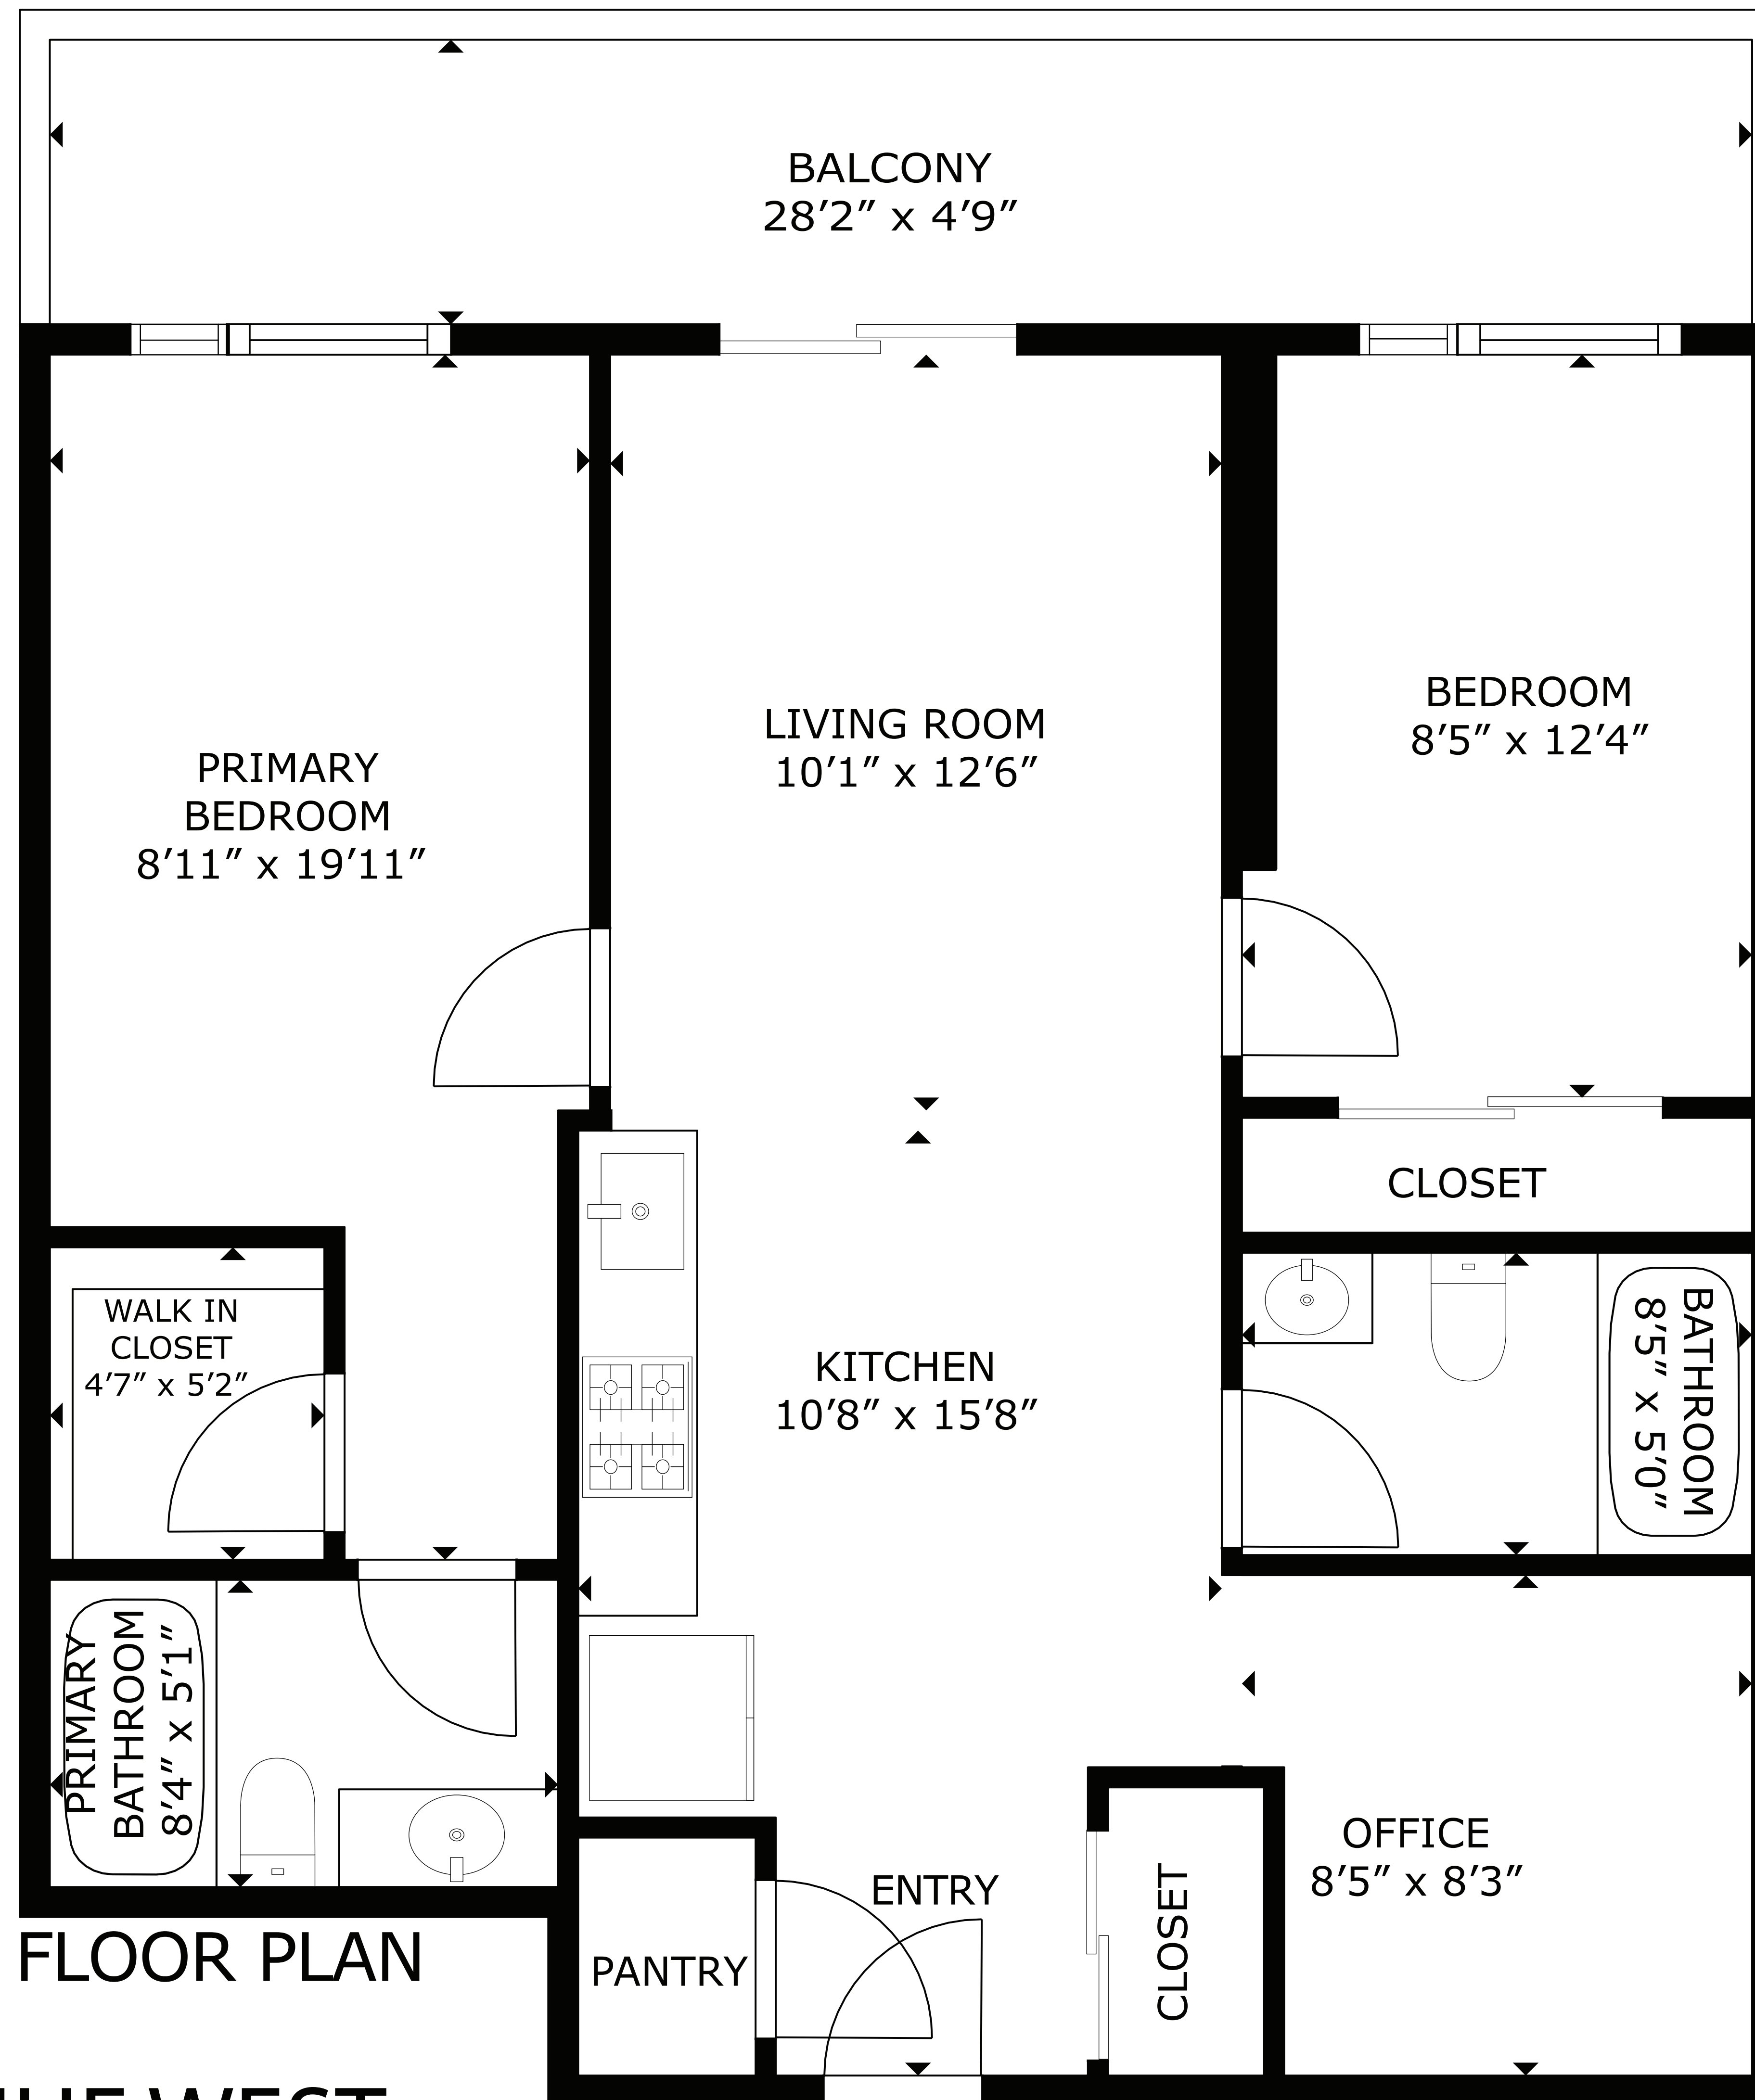 BALCONY
28’2” x 4’9”
LIVING ROOM
10’1” x 12’6”
BEDROOM
8’5” x 12’4”
PRIMARY
BEDROOM
8’11” x 19’11”
CLOSET
WALK IN
CLOSET
4’7” x 5’2”
KITCHEN
10’8” x 15’8”
BATHROOM
8’5” x 5’0”
PRIMARY
BATHROOM
8’4” x 5’1”
OFFICE
8’5” x 8’3”
ENTRY
PANTRY
CLOSET
FLOOR PLAN
WEST